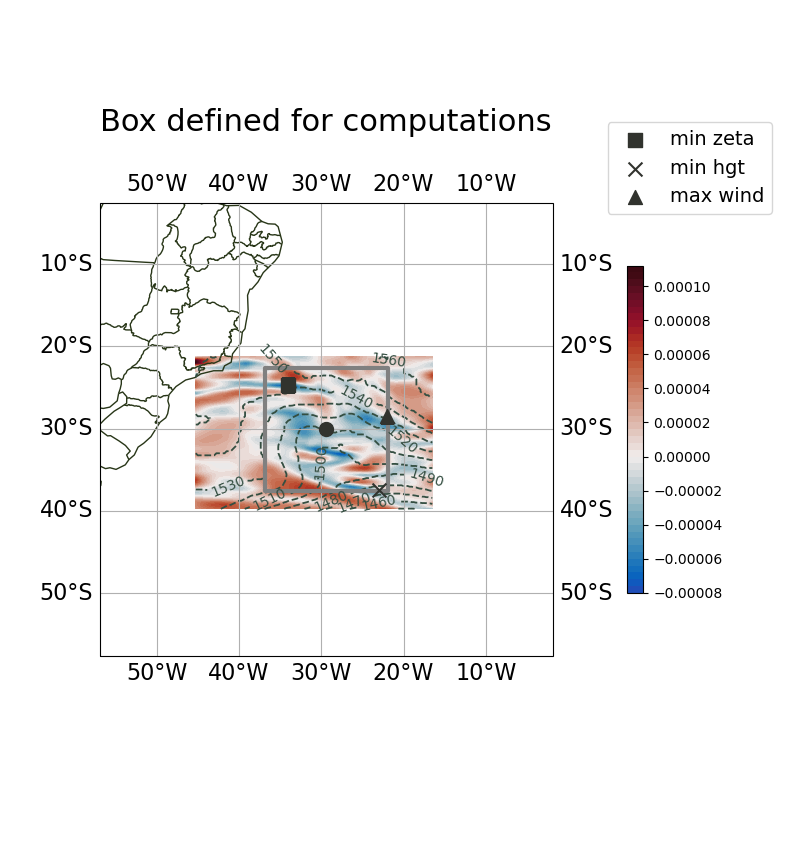 Box defined for computations
min zeta
min hgt
max wind
50°W 40°W 30°W 20°W 10°W
10°S 10°S
20°S 20°S
30°S 30°S
40°S 40°S
50°S 50°S
50°W 40°W 30°W 20°W 10°W
1550
1560
1540
1520
1500
1490
1530
1510
1480
1470
1460
0.00010
0.00008
0.00006
0.00004
0.00002
0.00000
−0.00002
−0.00004
−0.00006
−0.00008